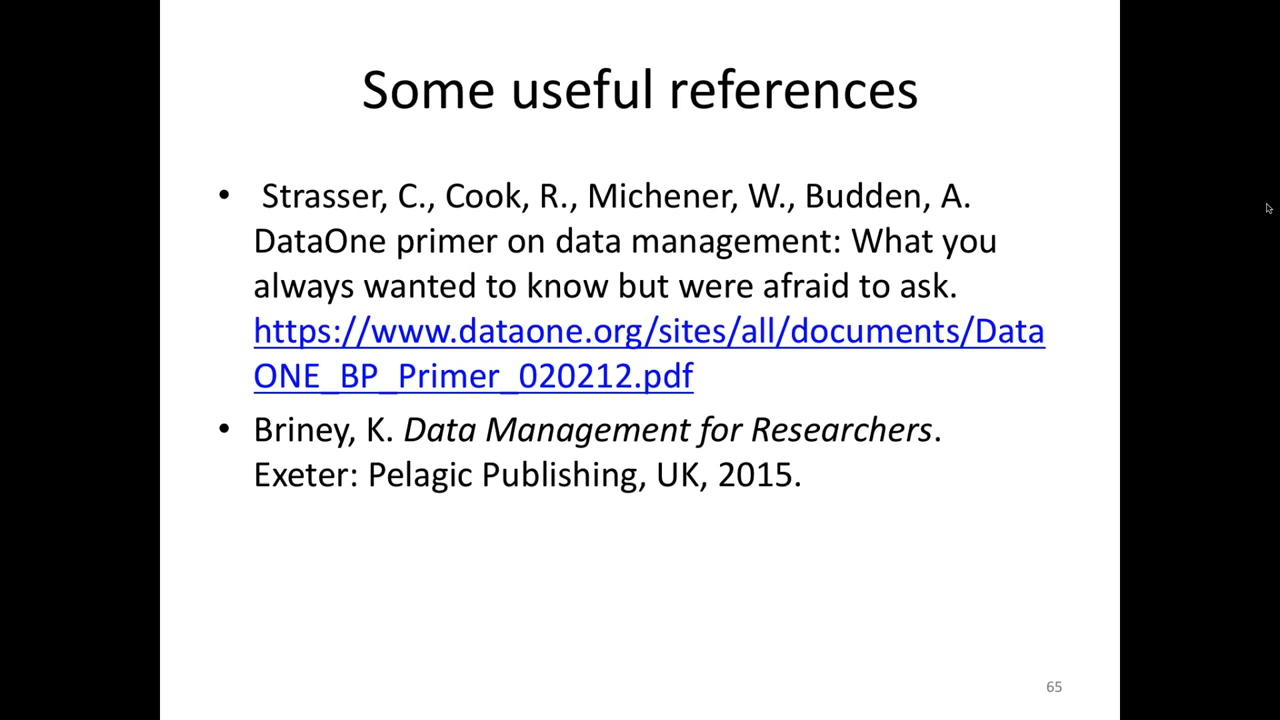 Some useful references
• Strasser, C., Cook, R., Michener, W., Budden, A.
DataOne primer on data management: What you
always wanted to know but were afraid to ask.
https://www.dataone.org/sites/all/documents/Data
ONE_BP_Primer_020212.pdf
• Briney, K. Data Management for Researchers.
Exeter: Pelagic Publishing, UK, 2015.
65